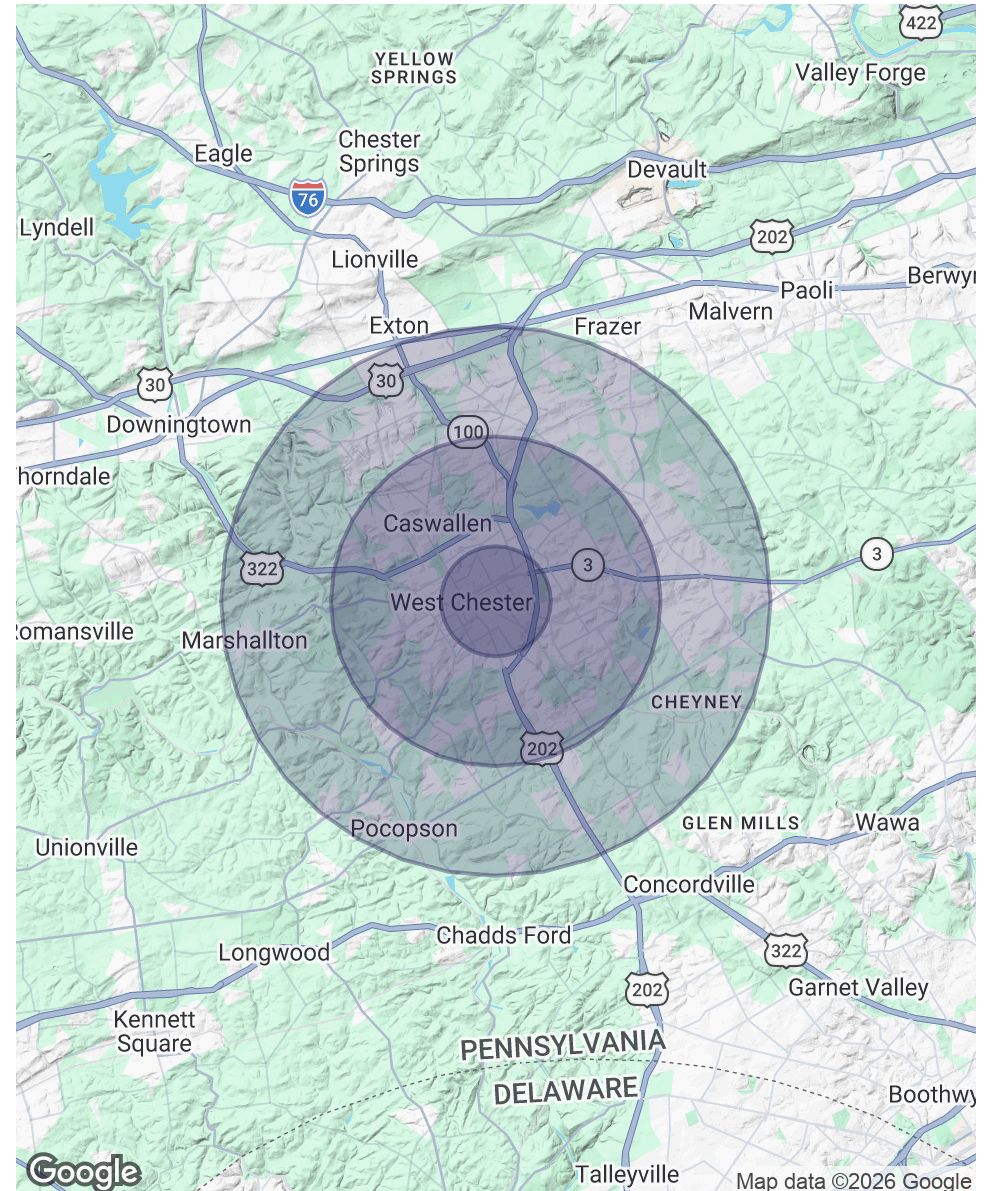 422
YELLOW
SPRINGS
Valley Forge
Chester
Springs
Eagle
Devault
76
Lyndell
202
Lionville
Berwyn
Paoli
Malvern
Exton
Frazer
30
30
Downingtown
100
Thorndale
Caswallen
3
3
322
West Chester
Romansville
Marshallton
CHEYNEY
202
Pocopson
GLEN MILLS
Wawa
Unionville
Concordville
Chadds Ford
Longwood
322
202
Garnet Valley
Kennett
Square
PENNSYLVANIA
DELAWARE
Boothwy
Talleyville
Google
Map data ©2026 Google